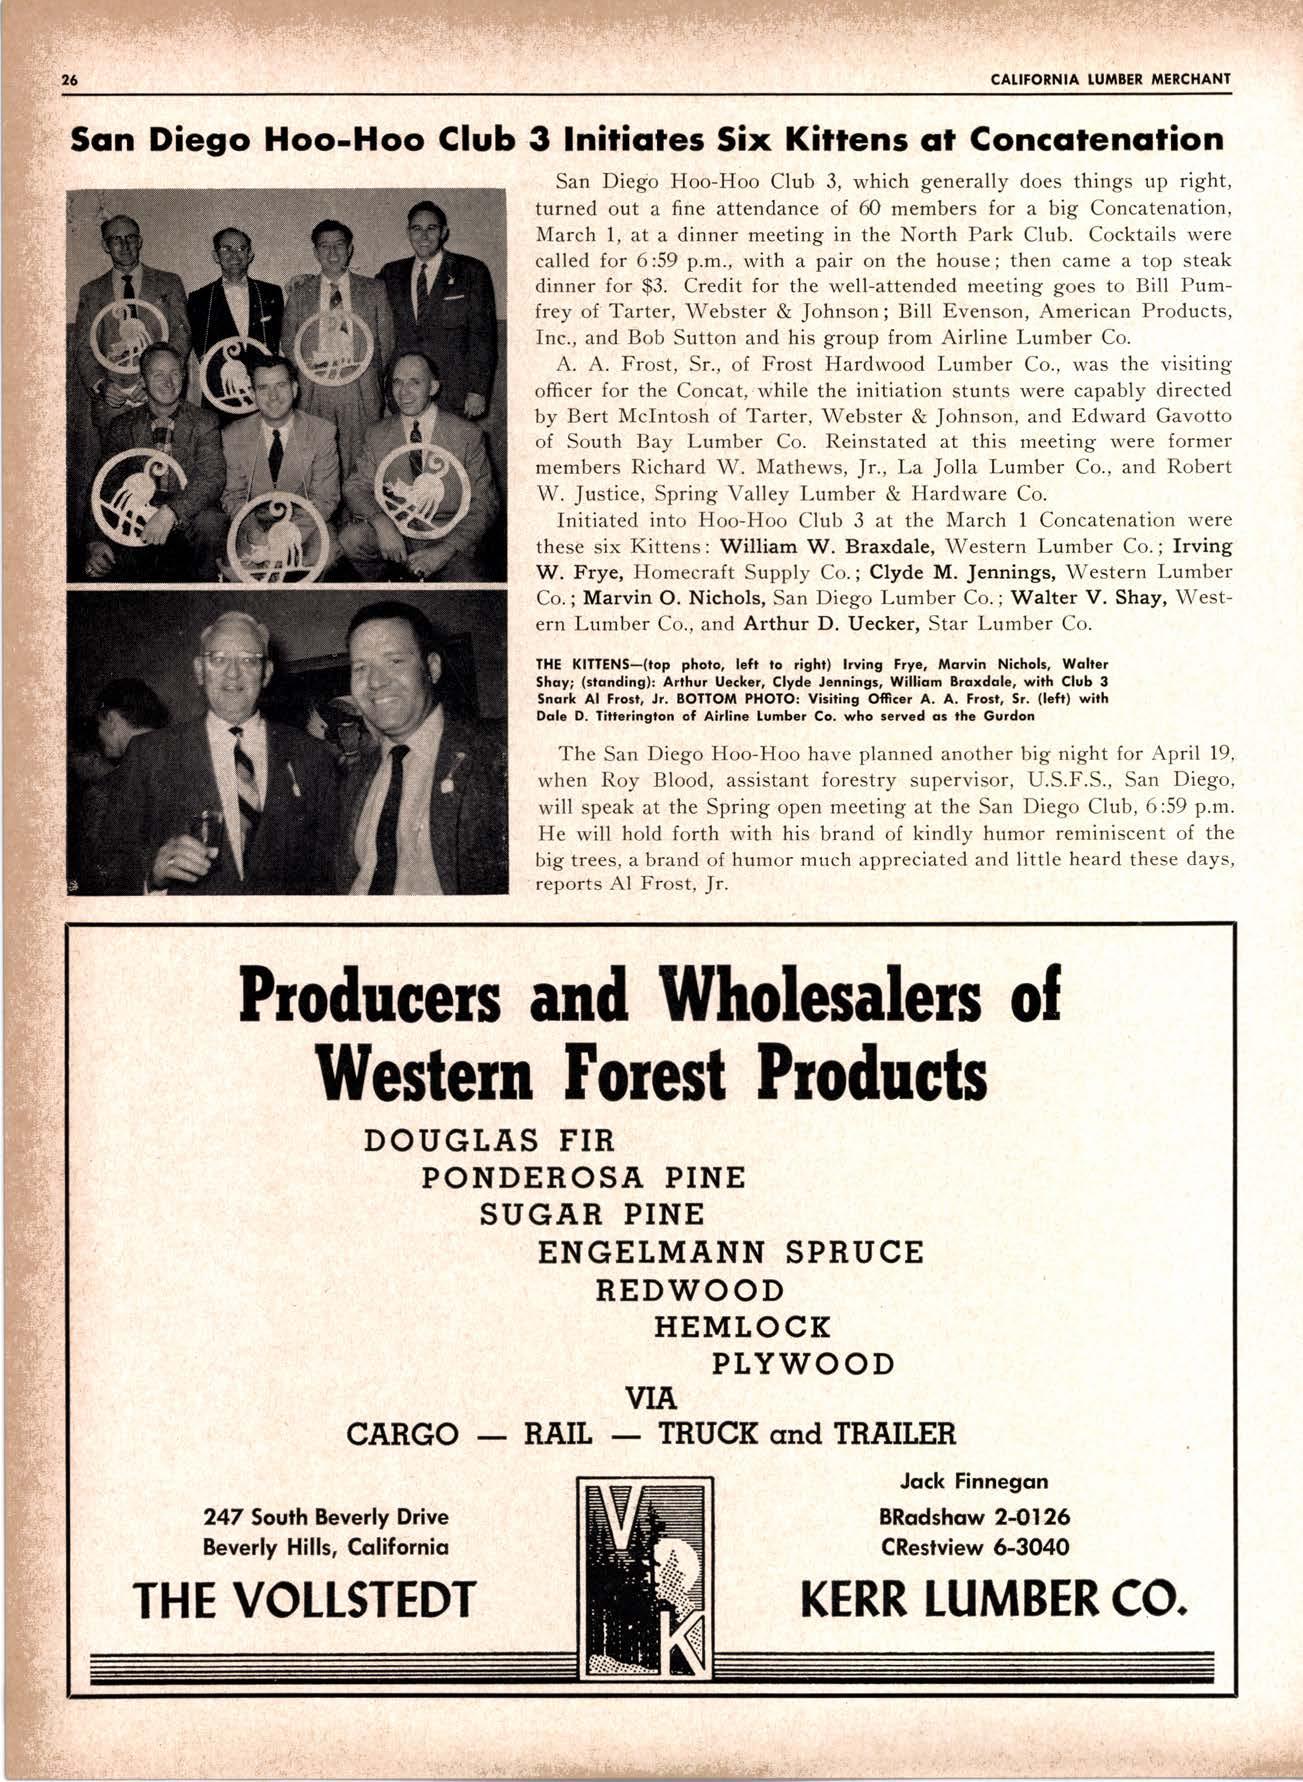 26
CALIFORNIA LUMBER MERCHANT
San Diego Hoo-Hoo Club 3 Initiates Six Kittens at Concatenation
San Diego Hoo-Hoo Club 3, which generally does things up right,
turned out a fine attendance of 60 members for a big Concatenation,
March 1, at a dinner meeting in the North Park Club. Cocktails were
called for 6:59 p.m., with a pair on the house; then came a top steak
dinner for $3. Credit for the well-attended meeting goes to Bill Pum-
frey of Tarter, Webster & Johnson; Bill Evenson, American Products,
Inc., and Bob Sutton and his group from Airline Lumber Co.
A. A. Frost, Sr., of Frost Hardwood Lumber Co., was the visiting
officer for the Concat, while the initiation stunts were capably directed
by Bert McIntosh of Tarter, Webster & Johnson, and Edward Gavotto
of South Bay Lumber Co. Reinstated at this meeting were former
members Richard W. Mathews, Jr., La Jolla Lumber Co., and Robert
W. Justice, Spring Valley Lumber & Hardware Co.
Initiated into Hoo-Hoo Club 3 at the March 1 Concatenation were
these six Kittens: William W. Braxdale, Western Lumber Co.; Irving
W. Frye, Homecraft Supply Co.; Clyde M. Jennings, Western Lumber
Co.; Marvin O. Nichols, San Diego Lumber Co.; Walter V. Shay, West-
ern Lumber Co., and Arthur D. Uecker, Star Lumber Co.
THE KITTENS—(top photo, left to right) Irving Frye, Marvin Nichols, Walter
Shay; (standing): Arthur Uecker, Clyde Jennings, William Braxdale, with Club 3
Snark Al Frost, Jr. BOTTOM PHOTO: Visiting Officer A. A. Frost, Sr. (left) with
Dale D. Titterington of Airline Lumber Co. who served as the Gurdon
The San Diego Hoo-Hoo have planned another big night for April 19,
when Roy Blood, assistant forestry supervisor, U.S.F.S., San Diego,
will speak at the Spring open meeting at the San Diego Club, 6:59 p.m.
He will hold forth with his brand of kindly humor reminiscent of the
big trees, a brand of humor much appreciated and little heard these days,
reports Al Frost, Jr.
Producers and Wholesalers of
Western Forest Products
DOUGLAS FIR
PONDEROSA PINE
SUGAR PINE
ENGELMANN SPRUCE
REDWOOD
HEMLOCK
PLYWOOD
VIA
CARGO — RAIL — TRUCK and TRAILER
247 South Beverly Drive
Beverly Hills, California
THE VOLLSTEDT
VK
Jack Finnegan
BRadshaw 2-0126
CRestview 6-3040
KERR LUMBER CO.